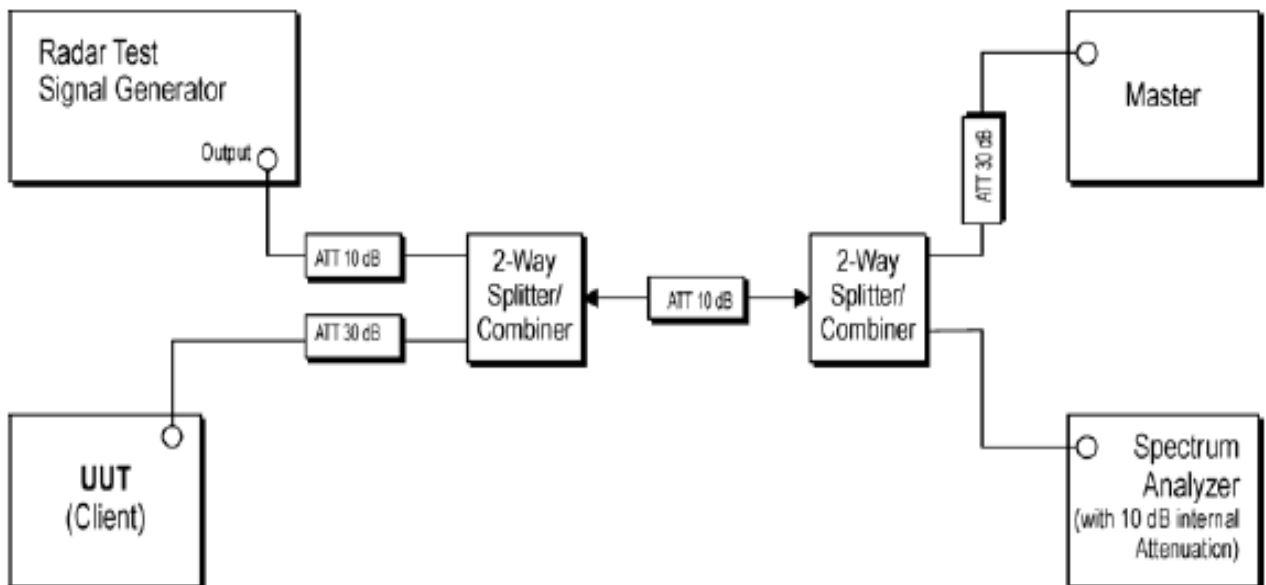 Radar Test
Signal Generator
Output
Master
ATT 30 dB
ATT 10 dB
2-Way
Splitter/
Combiner
ATT 10 dB
2-Way
Splitter/
Combiner
ATT 30 dB
UUT
(Client)
Spectrum
Analyzer
(with 10 dB internal
Attenuation)